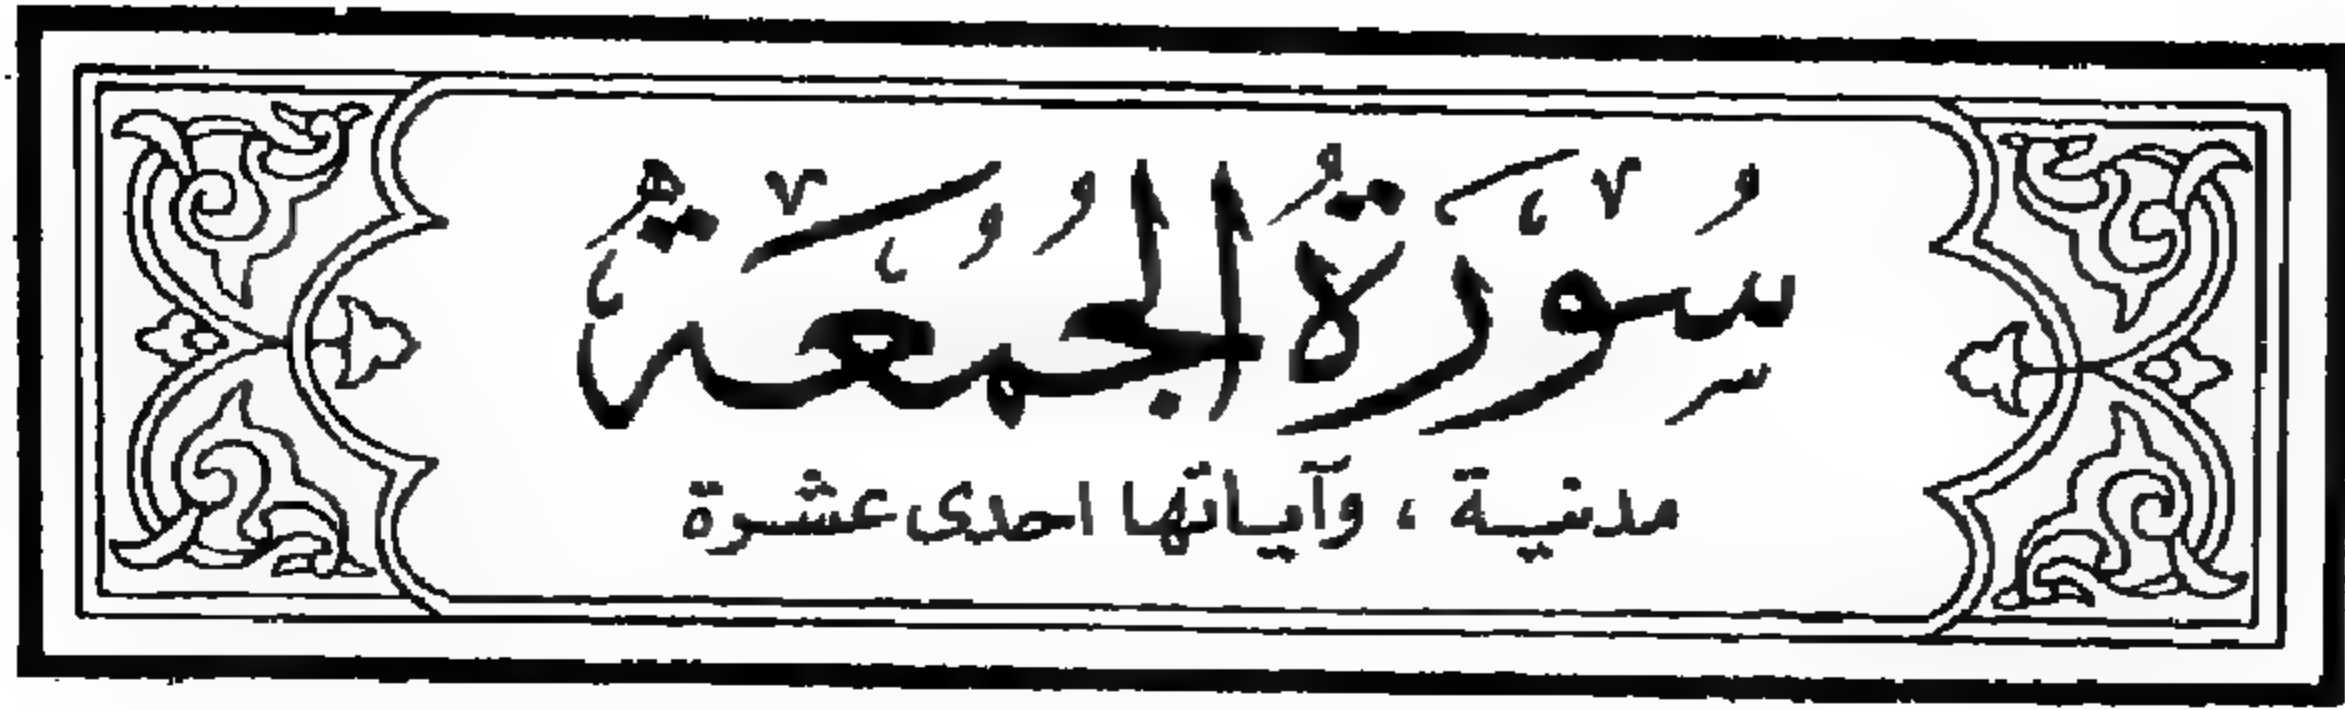 سُورَةُ الجُمُعَةِ
مدنية ، وآياتها احدى عشرة